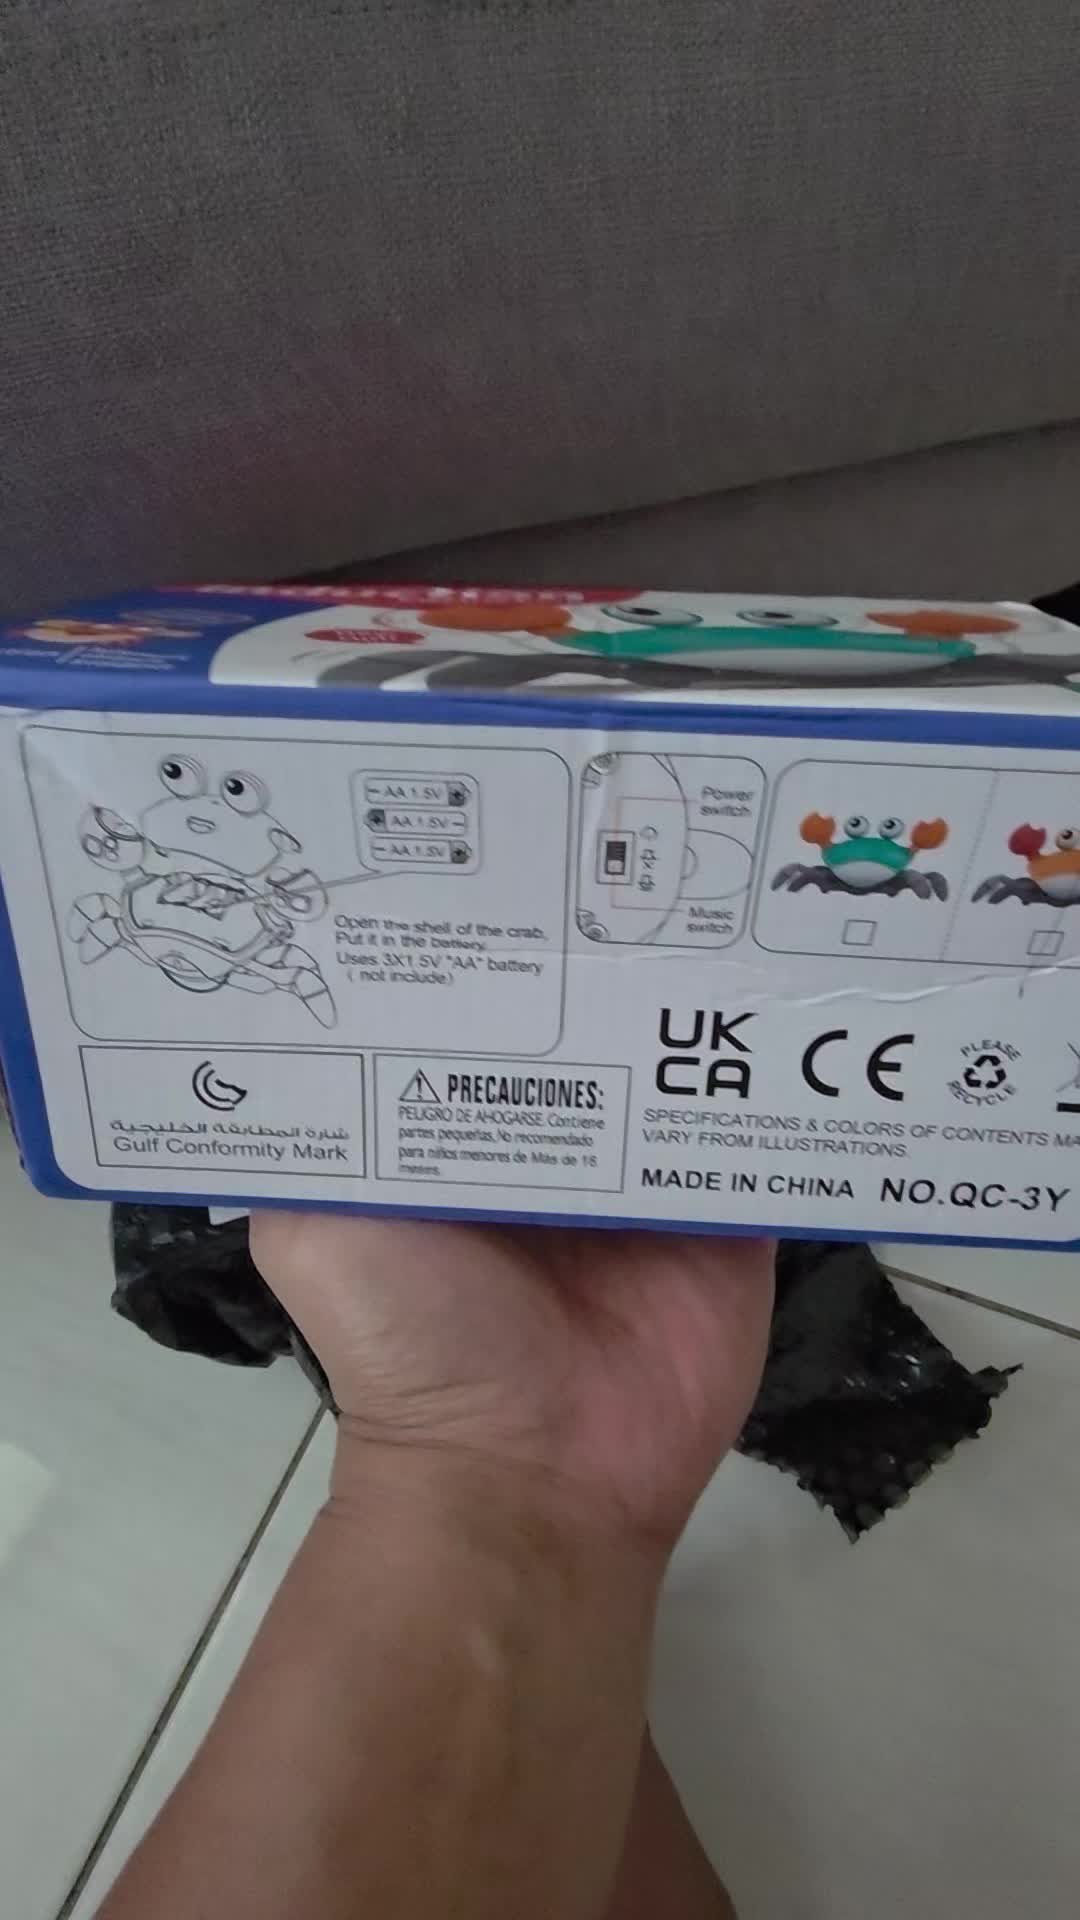 AA 1.5V
AA 1.5V
AA 1.5V
Open the shell of the crab,
Put it in the battery
Uses 3X1.5V "AA" battery
( not include)
Power
switch
Music
switch
شارة المطابقة الخليجية
Gulf Conformity Mark
PRECAUCIONES:
PELIGRO DE AHOGARSE. Contiene
partes pequeñas, No recomendado
para niños menores de Más de 18
meses.
UK
CA
CE
PLEASE
RECYCLE
SPECIFICATIONS & COLORS OF CONTENTS MA
VARY FROM ILLUSTRATIONS.
MADE IN CHINA NO.QC-3Y